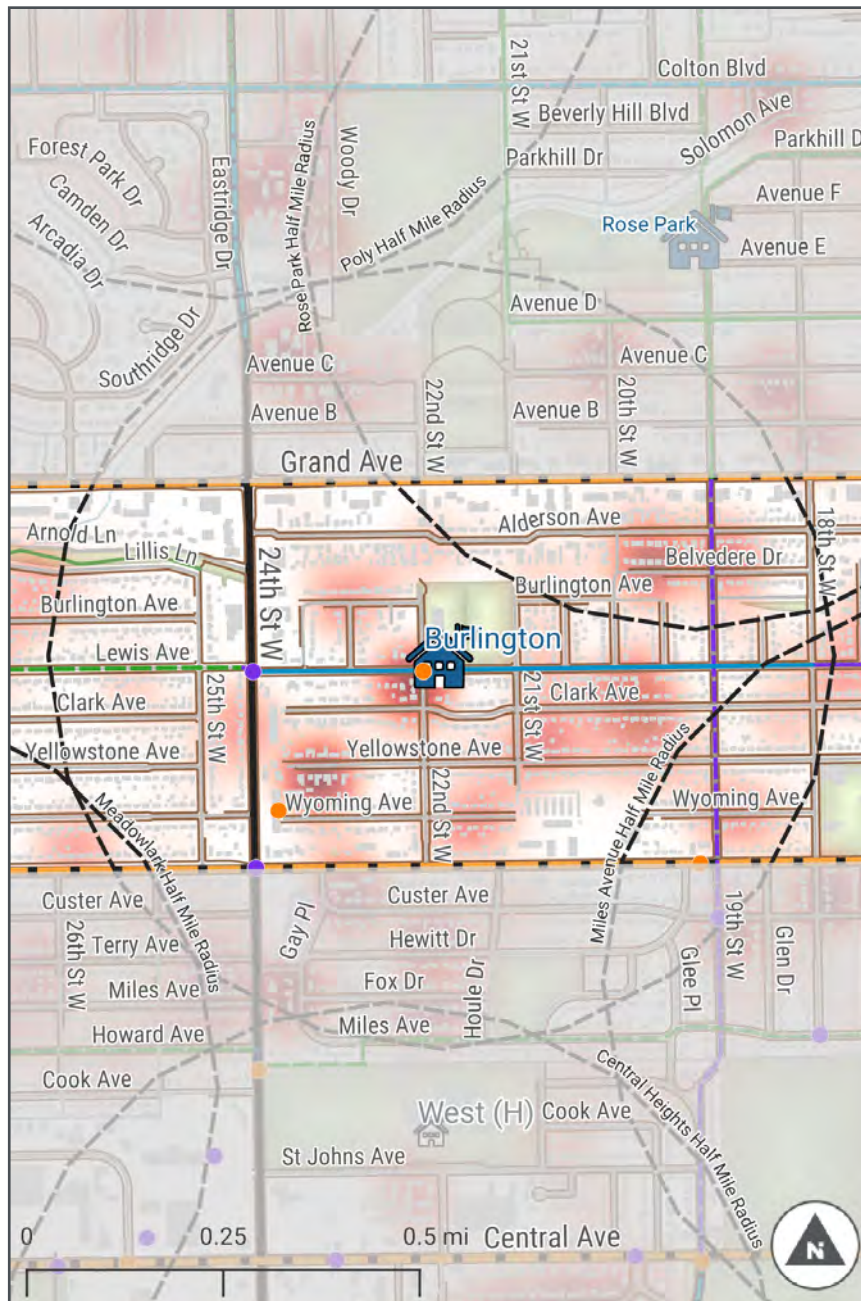 Colton Blvd
21st St W
Beverly Hill Blvd
Solomon Ave
Woody Dr
Parkhill Dr
Parkhill D
Forest Park Dr
Camden Dr
Arcadia Dr
Eastridge Dr
Rose Park Half Mile Radius
Poly Half Mile Radius
Avenue F
Rose Park
Avenue E
Avenue D
Southridge Dr
Avenue C
Avenue C
22nd St W
20th St W
Avenue B
Avenue B
Grand Ave
Arnold Ln
Lillis Ln
Alderson Ave
18th St W
24th St W
Belvedere Dr
Burlington Ave
Burlington Ave
Burlington
Lewis Ave
25th St W
21st St W
Clark Ave
Clark Ave
Yellowstone Ave
Yellowstone Ave
Meadowlark Half Mile Radius
Wyoming Ave
22nd St W
Miles Avenue Half Mile Radius
Wyoming Ave
Custer Ave
Custer Ave
26th St W
Gay Pl
19th St W
Glen Dr
Terry Ave
Hewitt Dr
Glee Pl
Miles Ave
Fox Dr
Houle Dr
Howard Ave
Miles Ave
Cook Ave
West (H)
Cook Ave
Central Heights Half Mile Radius
St Johns Ave
0
0.25
0.5 mi
Central Ave
N